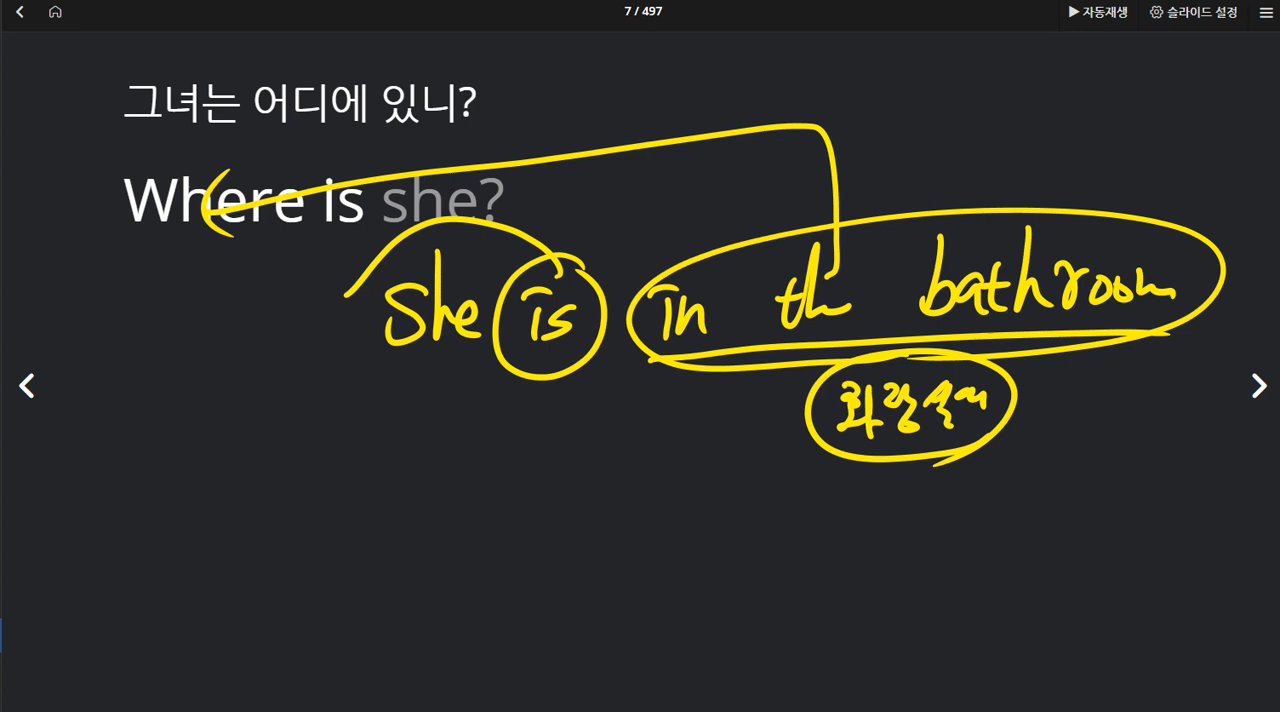 7 / 497
자동재생
슬라이드 설정
그녀는 어디에 있니?
Where is she?
She is in th bathroom
화장실에